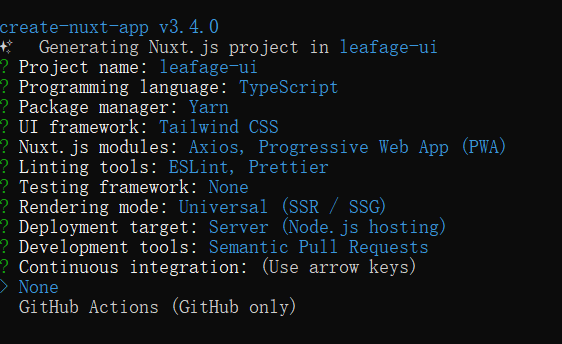 create-nuxt-app v3.4.0
✨ Generating Nuxt.js project in leafage-ui
? Project name: leafage-ui
? Programming language: TypeScript
? Package manager: Yarn
? UI framework: Tailwind CSS
? Nuxt.js modules: Axios, Progressive Web App (PWA)
? Linting tools: ESLint, Prettier
? Testing framework: None
? Rendering mode: Universal (SSR / SSG)
? Deployment target: Server (Node.js hosting)
? Development tools: Semantic Pull Requests
? Continuous integration: (Use arrow keys)
> None
GitHub Actions (GitHub only)